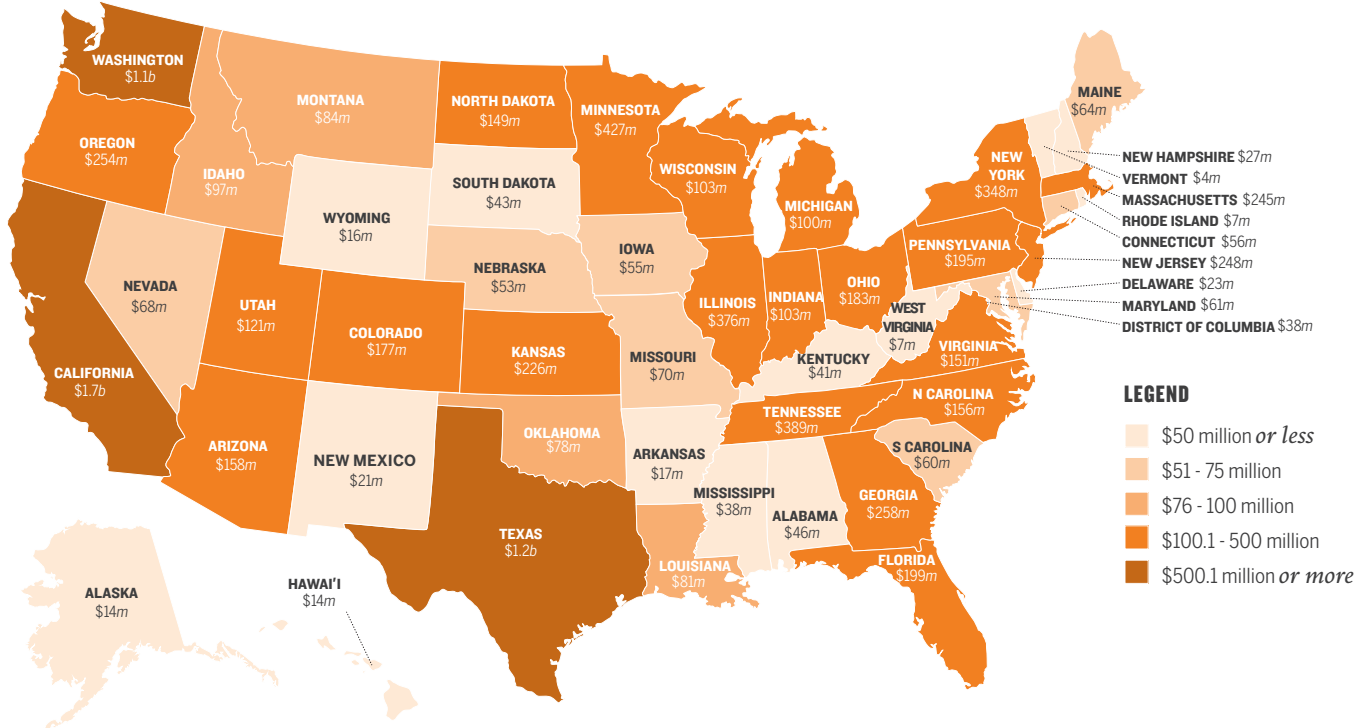 WASHINGTON
$1.1b
OREGON
$254m
CALIFORNIA
$1.7b
NEVADA
$68m
IDAHO
$97m
MONTANA
$84m
WYOMING
$16m
UTAH
$121m
COLORADO
$177m
ARIZONA
$158m
NEW MEXICO
$21m
NORTH DAKOTA
$149m
SOUTH DAKOTA
$43m
NEBRASKA
$53m
KANSAS
$226m
OKLAHOMA
$78m
TEXAS
$1.2b
MINNESOTA
$427m
IOWA
$55m
MISSOURI
$70m
ARKANSAS
$17m
LOUISIANA
$81m
WISCONSIN
$103m
ILLINOIS
$376m
MICHIGAN
$100m
INDIANA
$103m
OHIO
$183m
KENTUCKY
$41m
TENNESSEE
$389m
MISSISSIPPI
$38m
ALABAMA
$46m
GEORGIA
$258m
FLORIDA
$199m
S CAROLINA
$60m
N CAROLINA
$156m
VIRGINIA
$151m
WEST
VIRGINIA
$7m
PENNSYLVANIA
$195m
NEW
YORK
$348m
MAINE
$64m
NEW HAMPSHIRE $27m
VERMONT $4m
MASSACHUSETTS $245m
RHODE ISLAND $7m
CONNECTICUT $56m
NEW JERSEY $248m
DELAWARE $23m
MARYLAND $61m
DISTRICT OF COLUMBIA $38m
ALASKA
$14m
HAWAI'I
$14m
LEGEND
$50 million or less
$51 - 75 million
$76 - 100 million
$100.1 - 500 million
$500.1 million or more